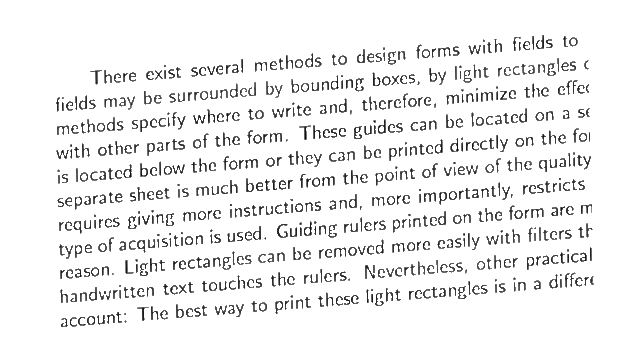 There exist several methods to design forms with fields to
fields may be surrounded by bounding boxes, by light rectangles
methods specify where to write and, therefore, minimize the effec
with other parts of the form. These guides can be located on a se
is located below the form or they can be printed directly on the for
separate sheet is much better from the point of view of the quality
requires giving more instructions and, more importantly, restricts
type of acquisition is used. Guiding rulers printed on the form are m
reason. Light rectangles can be removed more easily with filters th
handwritten text touches the rulers. Nevertheless, other practical
account: The best way to print these light rectangles is in a differe